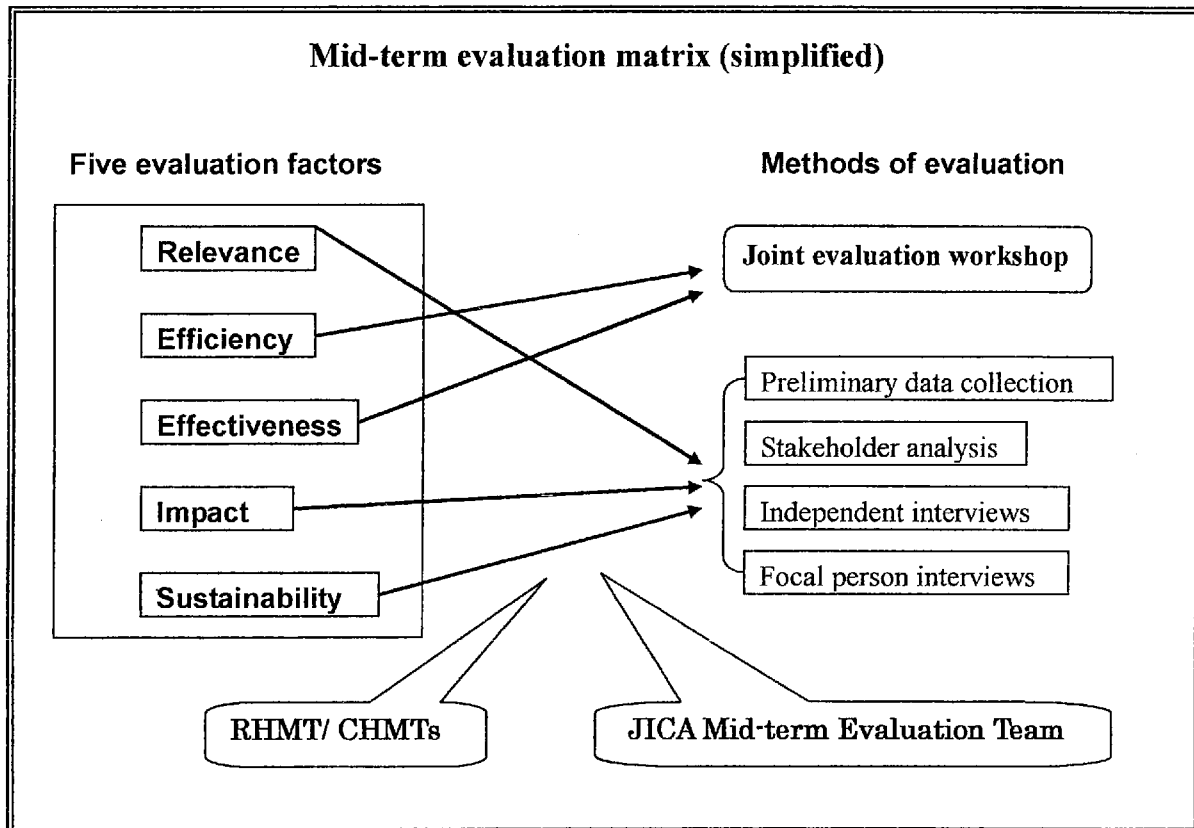 Mid-term evaluation matrix (simplified)
Five evaluation factors
Methods of evaluation
Relevance
Efficiency
Effectiveness
Impact
Sustainability
Joint evaluation workshop
Preliminary data collection
Stakeholder analysis
Independent interviews
Focal person interviews
RHMT/ CHMTs
JICA Mid-term Evaluation Team